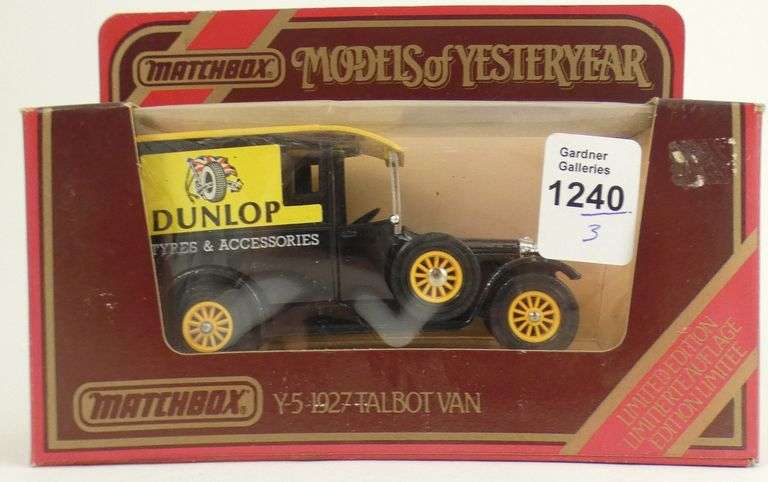 MATCHBOX
MODELS of YESTERYEAR
Gardner
Galleries
1240
3
DUNLOP
TYRES & ACCESSORIES
MATCHBOX
Y-5 1927 TALBOT VAN
LIMITED EDITION
LIMITIERTE AUFLAGE
EDITION LIMITÉE